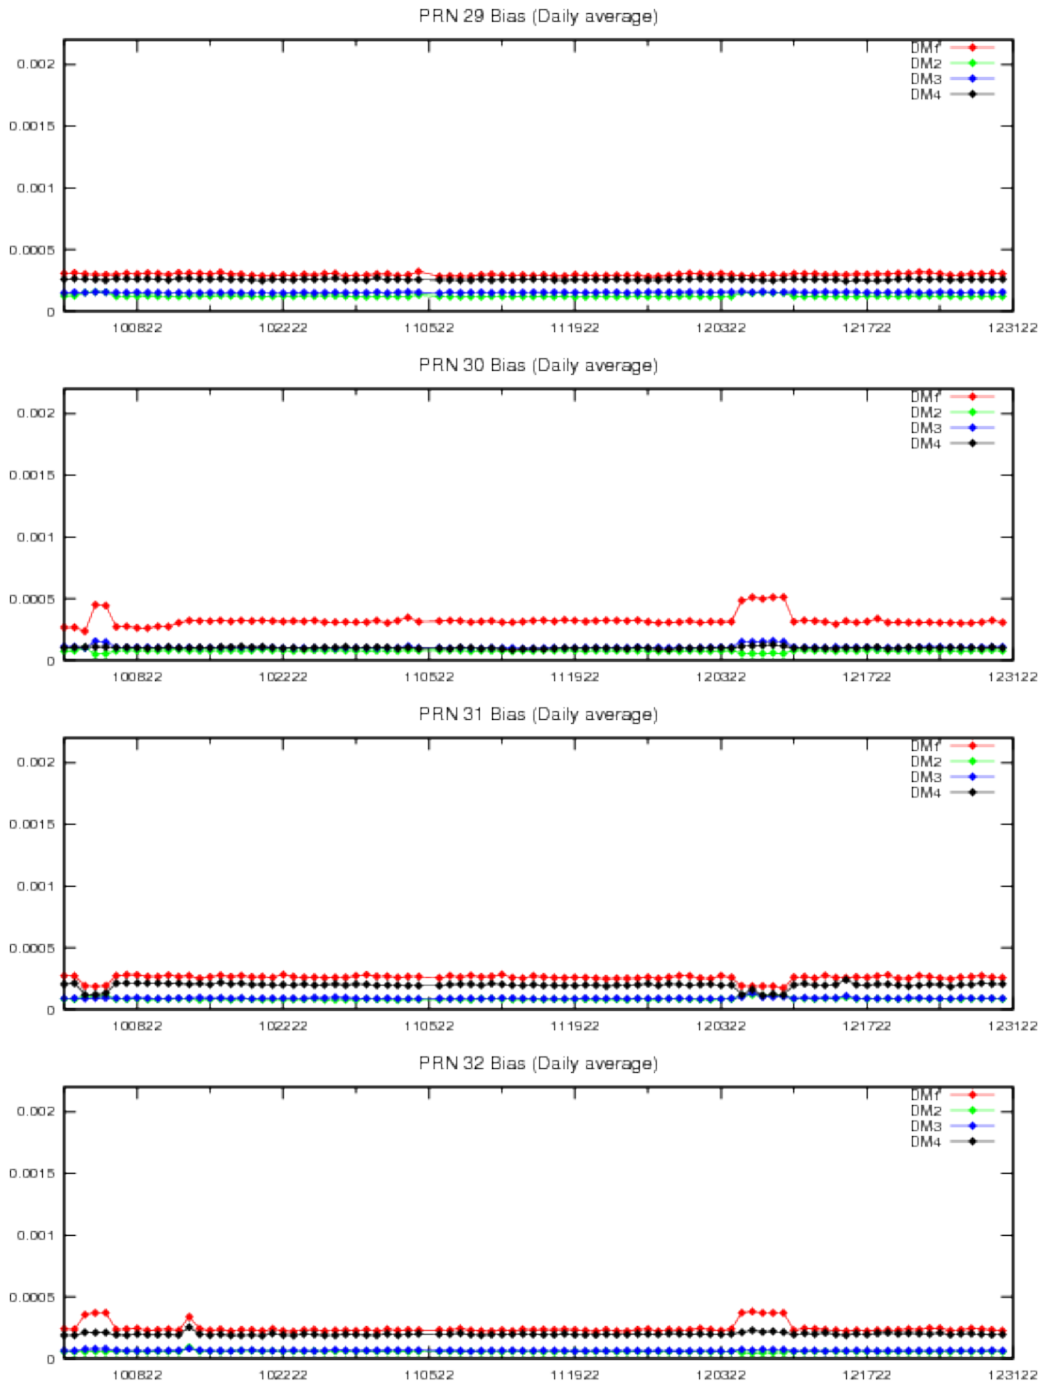 PRN 29 Bias (Daily average)
0.002
0.0015
0.001
0.0005
0
DM1
DM2
DM3
DM4
100822 102222 110522 111922 120322 121722 123122
PRN 30 Bias (Daily average)
0.002
0.0015
0.001
0.0005
0
DM1
DM2
DM3
DM4
100822 102222 110522 111922 120322 121722 123122
PRN 31 Bias (Daily average)
0.002
0.0015
0.001
0.0005
0
DM1
DM2
DM3
DM4
100822 102222 110522 111922 120322 121722 123122
PRN 32 Bias (Daily average)
0.002
0.0015
0.001
0.0005
0
DM1
DM2
DM3
DM4
100822 102222 110522 111922 120322 121722 123122